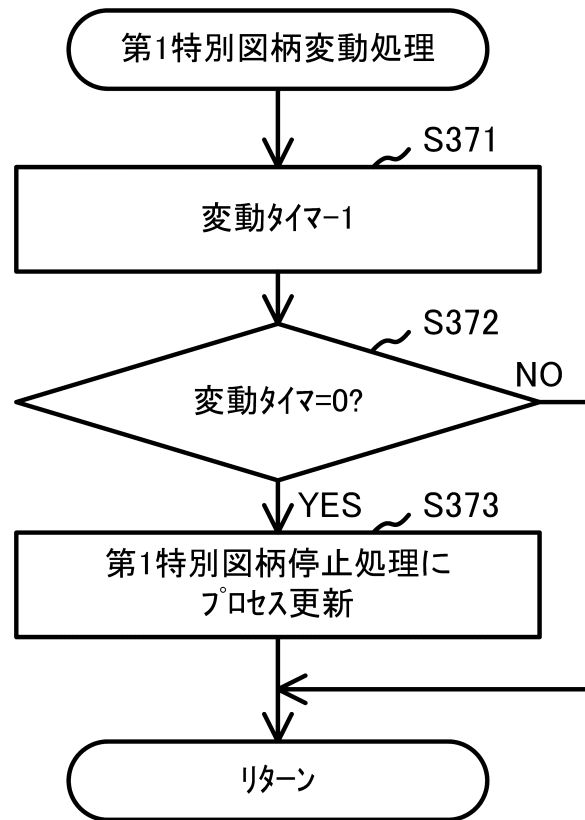 第1特別図柄変動処理
S371
変動ﾀｲﾏ-1
S372
変動ﾀｲﾏ=0?
NO
YES
S373
第1特別図柄停止処理に
ﾌﾟﾛｾｽ更新
ﾘﾀｰﾝ